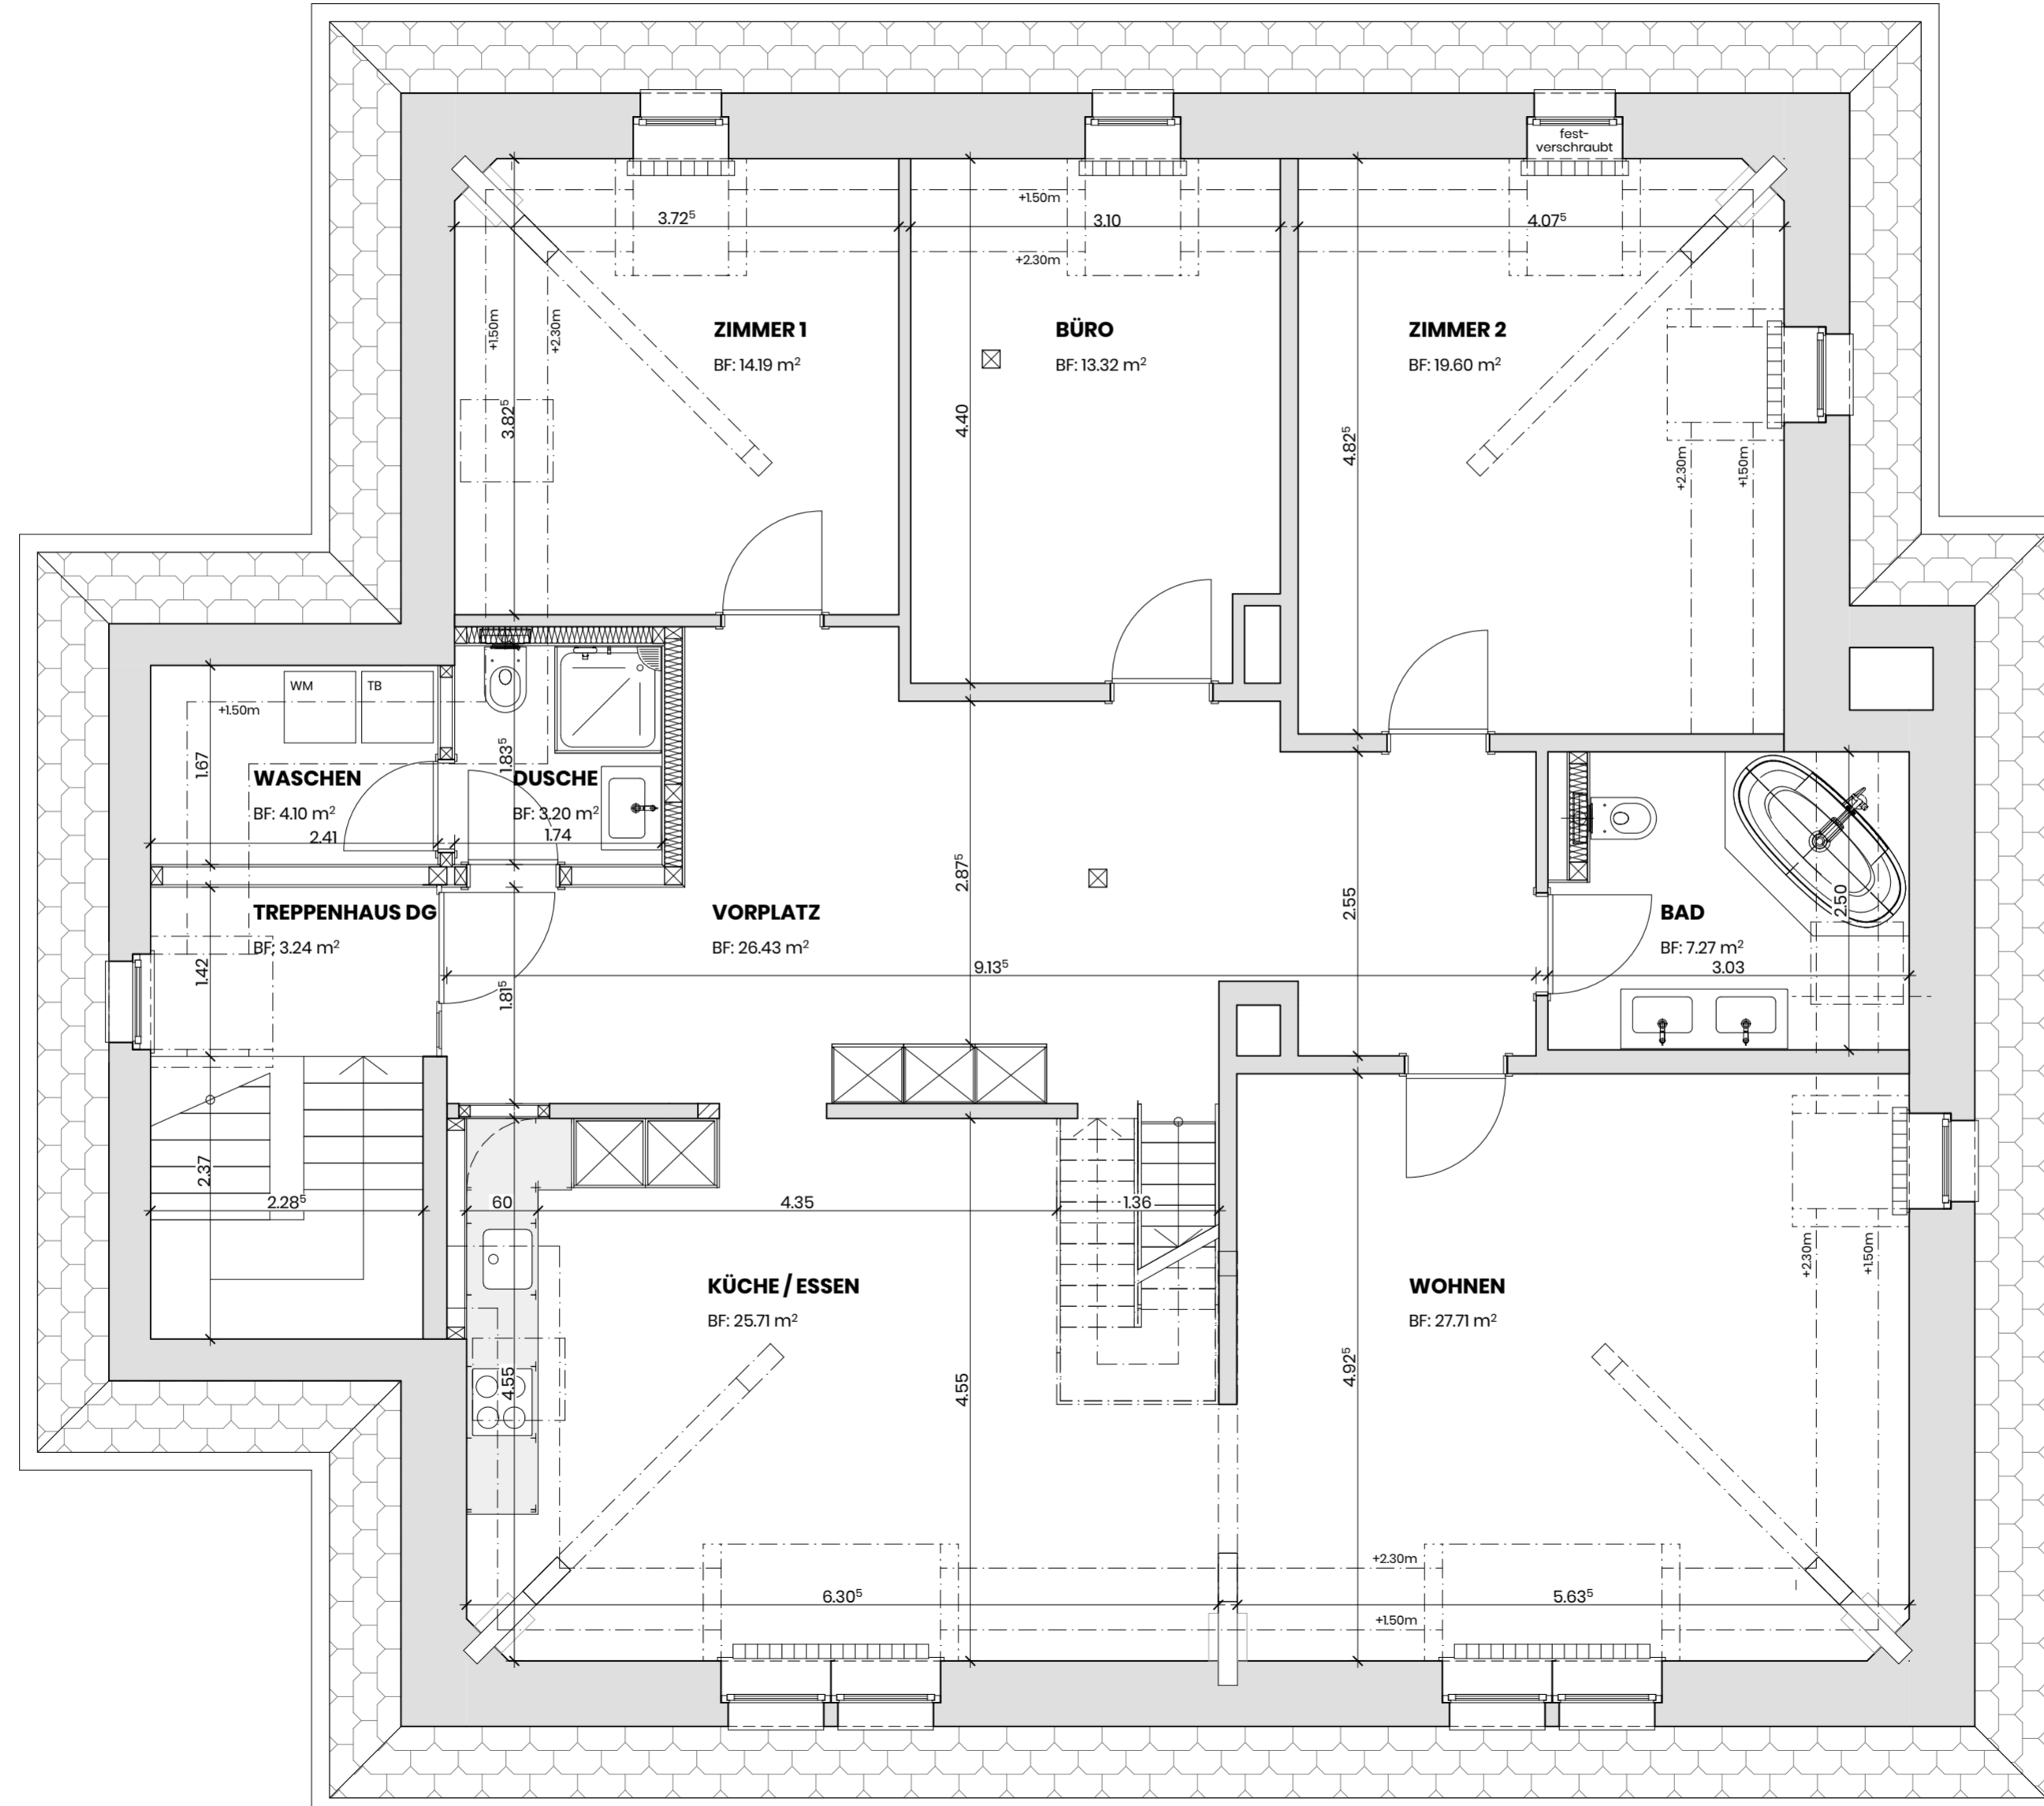 fest-
verschraubt
+1.50m
3.72⁵
3.10
4.07⁵
+2.30m
ZIMMER 1
BF: 14.19 m²
BÜRO
BF: 13.32 m²
ZIMMER 2
BF: 19.60 m²
+1.50m
+2.30m
3.82⁵
4.40
4.82⁵
+2.30m
+1.50m
WM
TB
+1.50m
1.67
1.83⁵
WASCHEN
BF: 4.10 m²
2.41
DUSCHE
BF: 3.20 m²
1.74
2.87⁵
2.55
2.50
TREPPENHAUS DG
BF: 3.24 m²
VORPLATZ
BF: 26.43 m²
BAD
BF: 7.27 m²
9.13⁵
3.03
1.42
1.81⁵
2.37
2.28⁵
60
4.35
1.36
+2.30m
+1.50m
KÜCHE / ESSEN
BF: 25.71 m²
WOHNEN
BF: 27.71 m²
4.55
4.55
4.92⁵
+2.30m
6.30⁵
5.63⁵
+1.50m